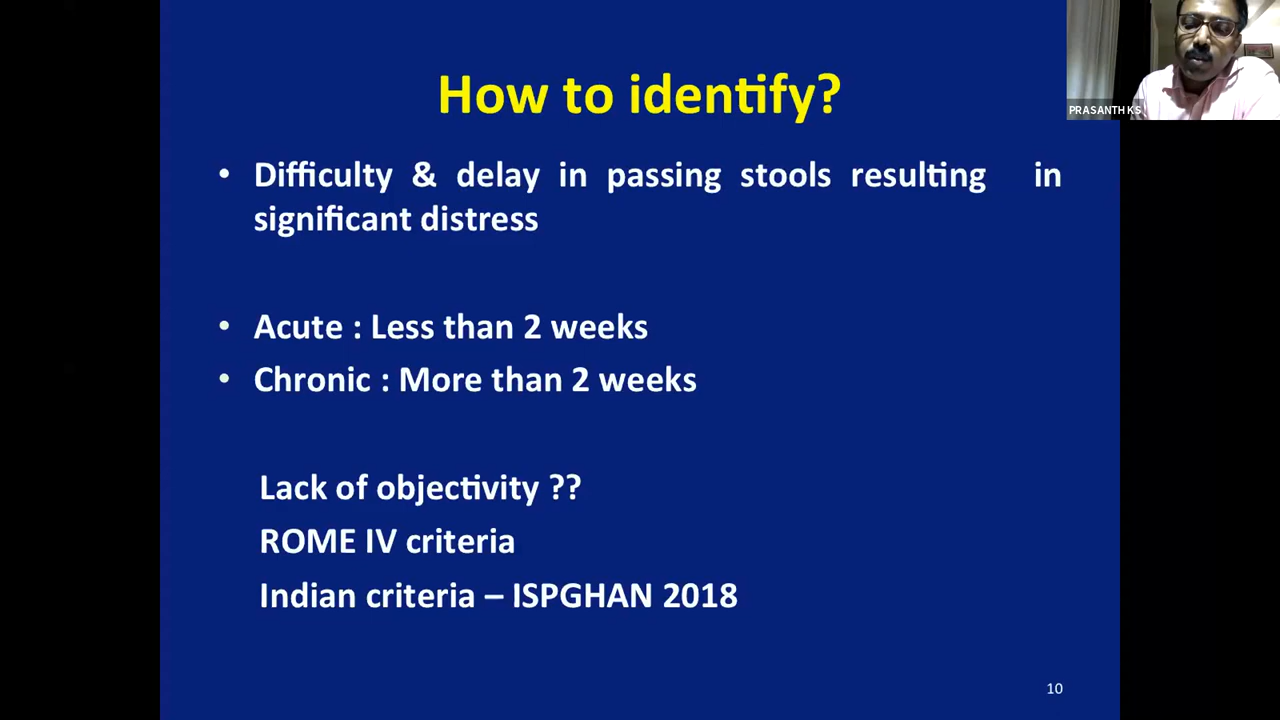 How to identify?
PRASANTH K S
• Difficulty & delay in passing stools resulting in
significant distress
• Acute : Less than 2 weeks
• Chronic : More than 2 weeks
Lack of objectivity ??
ROME IV criteria
Indian criteria – ISPGHAN 2018
10